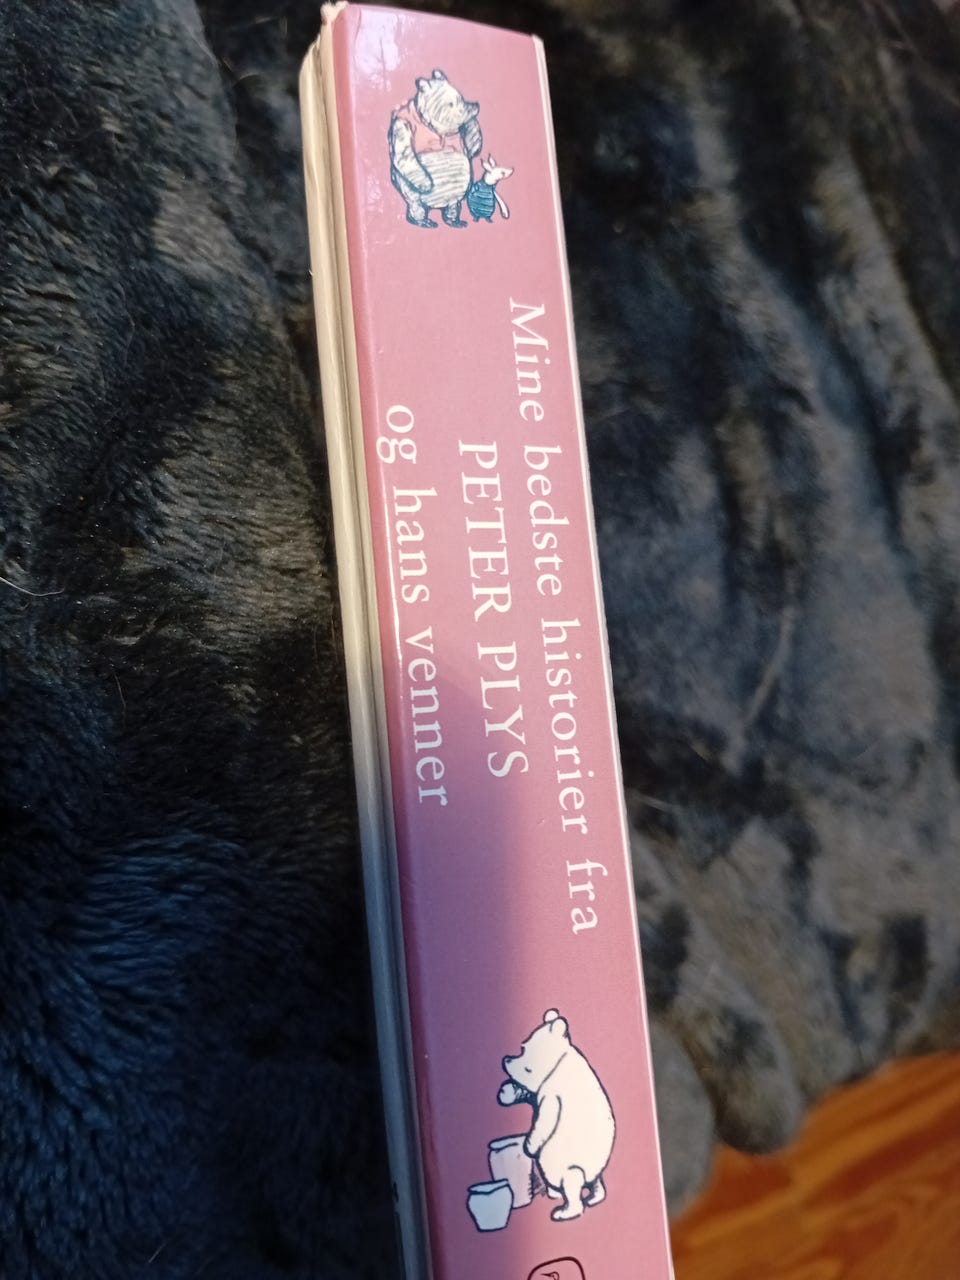 Mine bedste historier fra
PETER PLYS
og hans venner